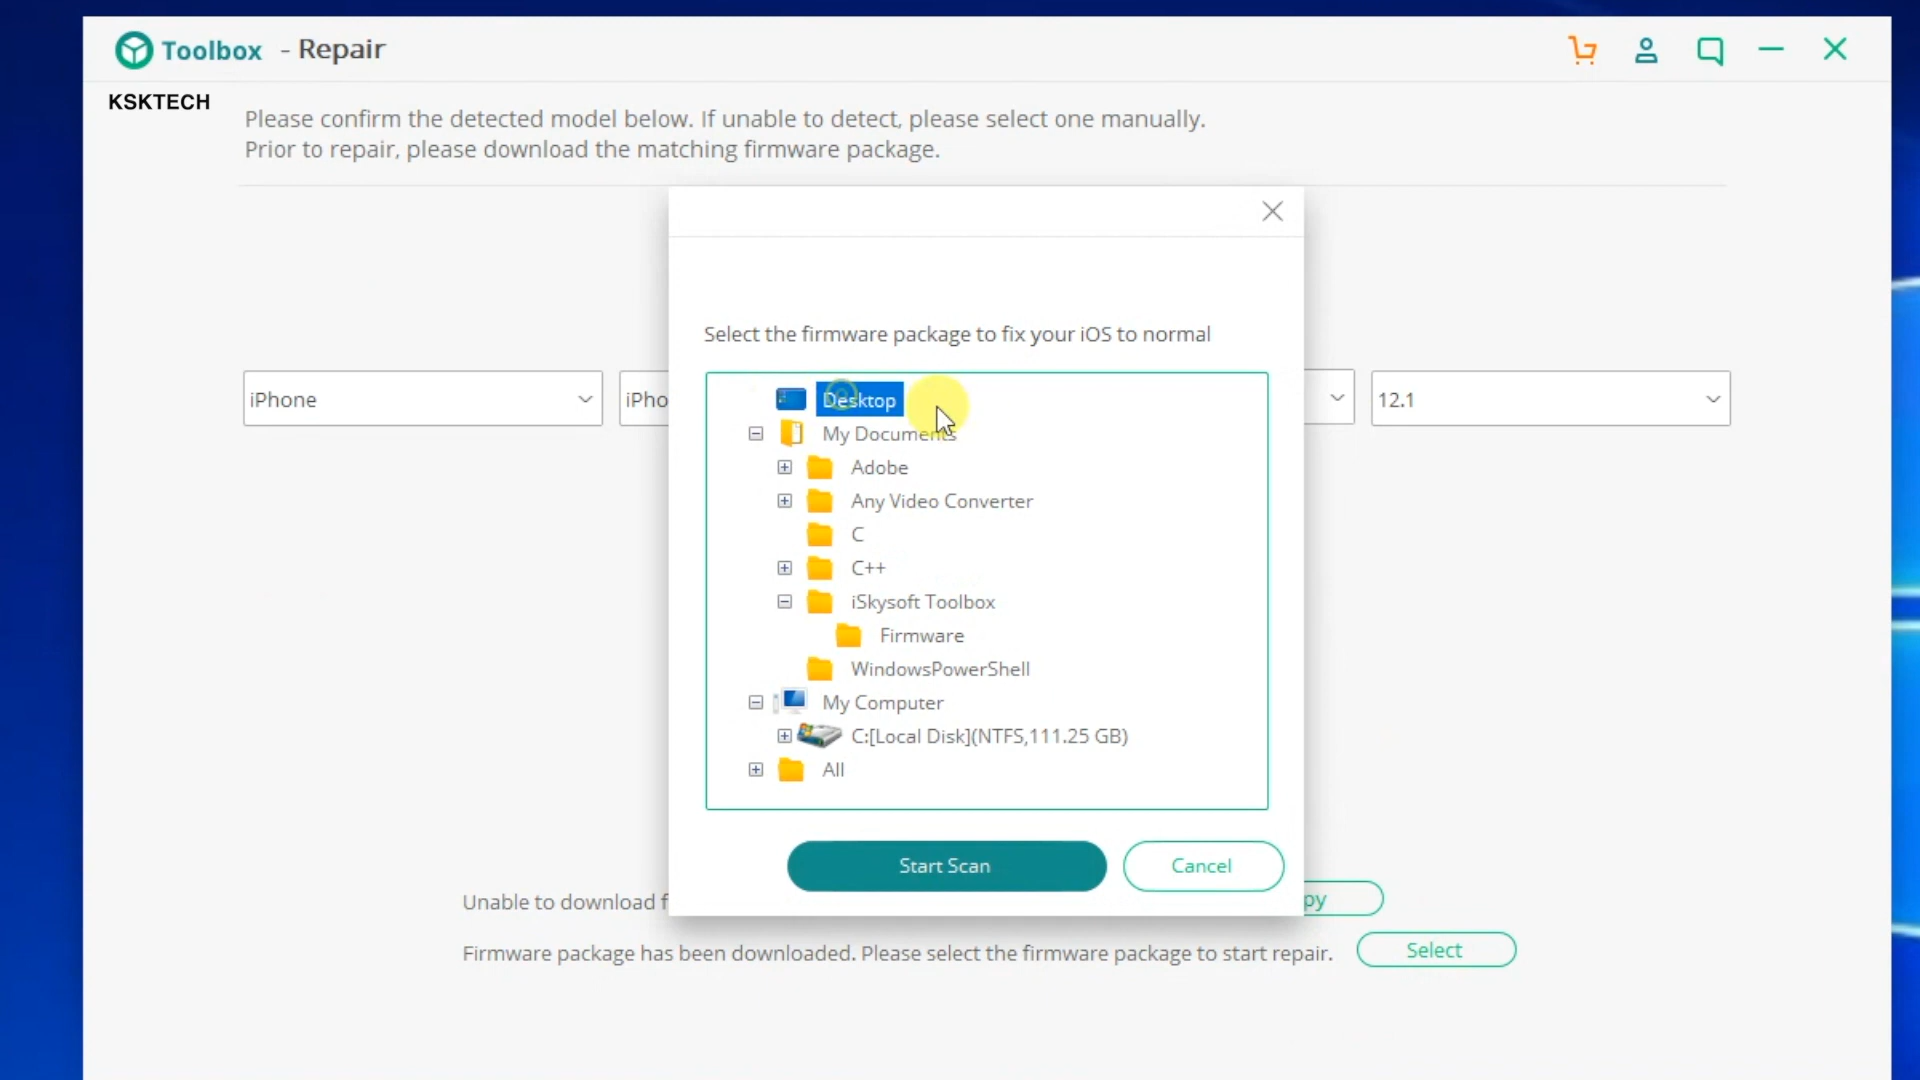 Toolbox - Repair
KSKTECH
Please confirm the detected model below. If unable to detect, please select one manually.
Prior to repair, please download the matching firmware package.
Select the firmware package to fix your iOS to normal
iPhone
iPho
12.1
Desktop
My Documents
Adobe
Any Video Converter
C
C++
iSkysoft Toolbox
Firmware
WindowsPowerShell
My Computer
C:[Local Disk](NTFS,111.25 GB)
All
Start Scan
Cancel
Unable to download f
py
Firmware package has been downloaded. Please select the firmware package to start repair.
Select